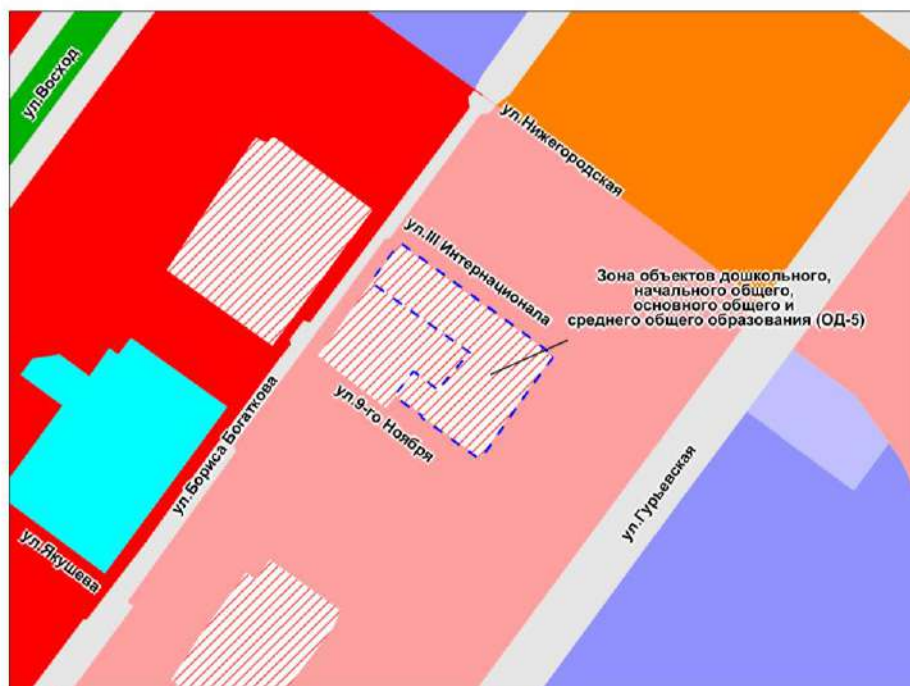 ул.Восход
ул.Нижегородская
ул.III Интернационала
Зона объектов дошкольного,
начального общего,
основного общего и
среднего общего образования (ОД-5)
ул.9-го Ноября
ул.Бориса Богаткова
ул.Гурьевская
ул.Якушева